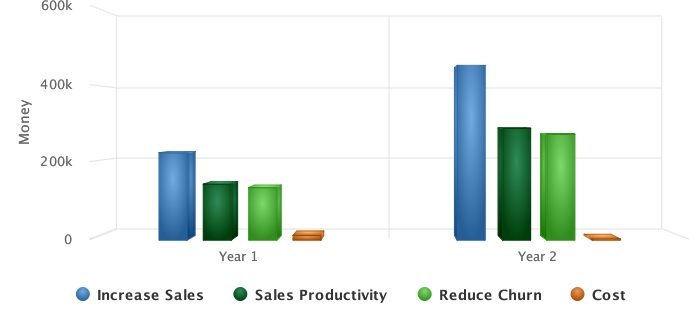 600k
400k
200k
0
Money
Year 1
Year 2
Increase Sales
Sales Productivity
Reduce Churn
Cost